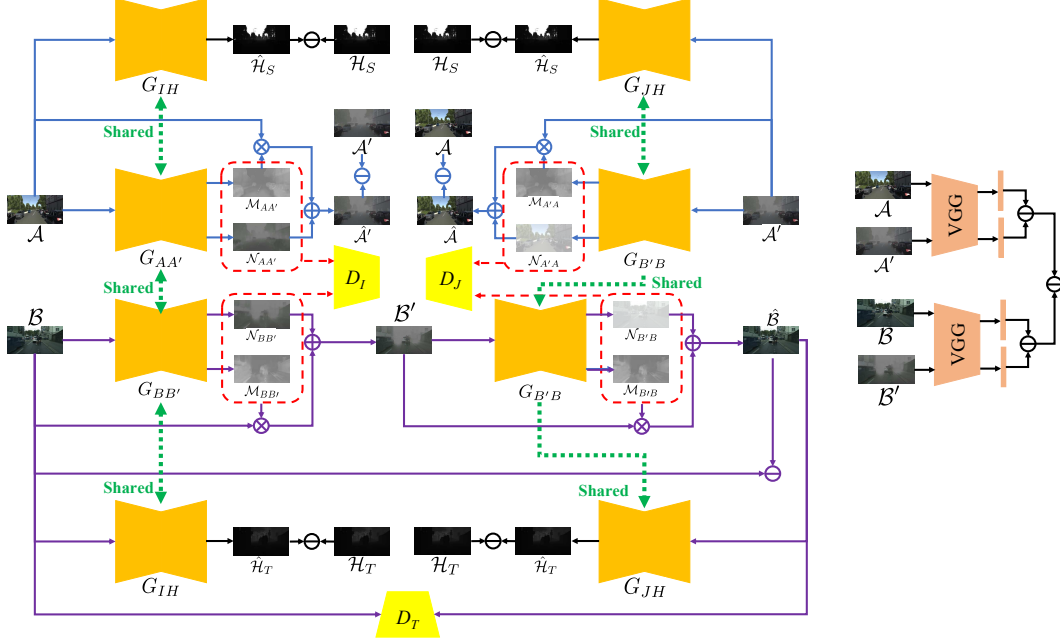 $G_{IH}$
$\hat{\mathcal{H}}_S$
$\mathcal{H}_S$
$\mathcal{H}_S$
$\hat{\mathcal{H}}_S$
$G_{JH}$
Shared
Shared
$\mathcal{A}'$
$\mathcal{A}$
$\mathcal{M}_{AA'}$
$\mathcal{M}_{A'A}$
$\mathcal{A}$
$G_{AA'}$
$\mathcal{N}_{AA'}$
$\hat{\mathcal{A}}'$
$\hat{\mathcal{A}}$
$\mathcal{N}_{A'A}$
$G_{B'B}$
$\mathcal{A}'$
$D_I$
$D_J$
Shared
Shared
$\mathcal{B}$
$\mathcal{N}_{BB'}$
$\mathcal{B}'$
$\mathcal{N}_{B'B}$
$\hat{\mathcal{B}}$
$G_{BB'}$
$\mathcal{M}_{BB'}$
$G_{B'B}$
$\mathcal{M}_{B'B}$
Shared
Shared
$G_{IH}$
$\hat{\mathcal{H}}_T$
$\mathcal{H}_T$
$\mathcal{H}_T$
$\hat{\mathcal{H}}_T$
$G_{JH}$
$D_T$
$\mathcal{A}$
VGG
$\mathcal{A}'$
$\mathcal{B}$
VGG
$\mathcal{B}'$